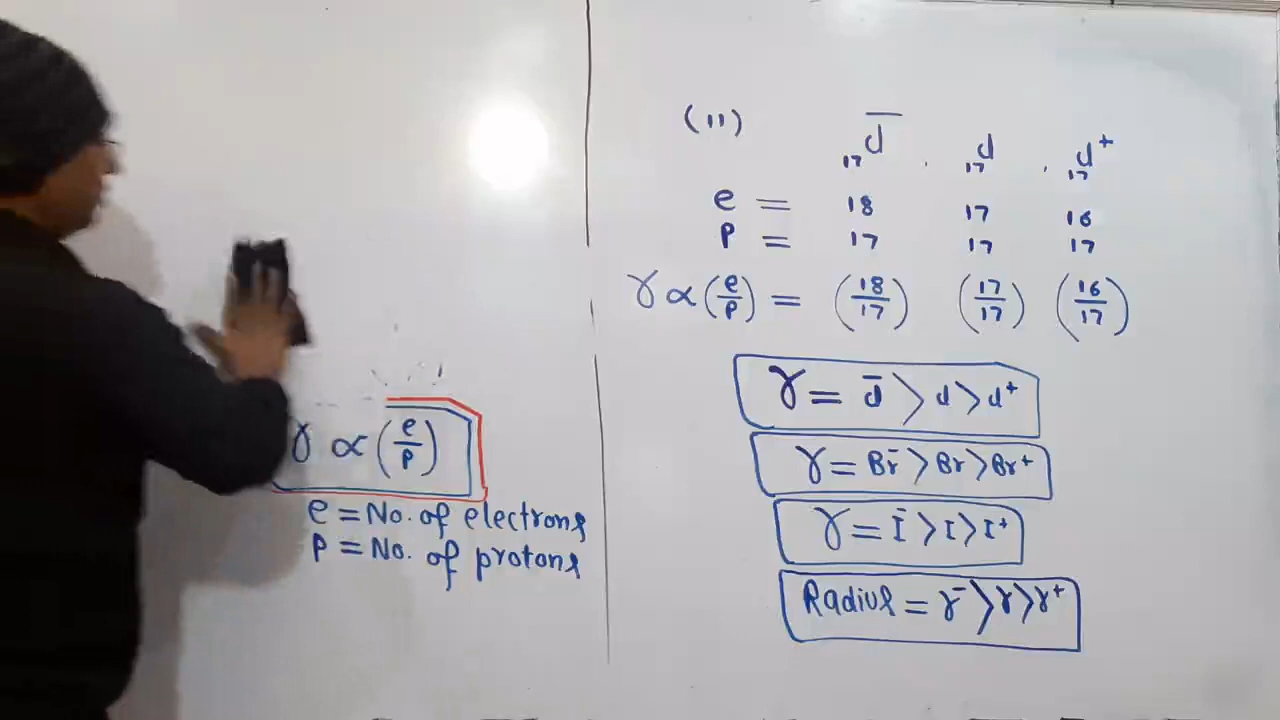 γ ∝ (e/p)
e = No. of electrons
P = No. of protons
(11) ₁₇Cl⁻ . ₁₇Cl . ₁₇Cl⁺
e = 18 17 16
P = 17 17 17
γ ∝ (e/p) = (18/17) (17/17) (16/17)
γ = Cl⁻ > Cl > Cl⁺
γ = Br⁻ > Br > Br⁺
γ = I⁻ > I > I⁺
Radius = γ⁻ > γ > γ⁺